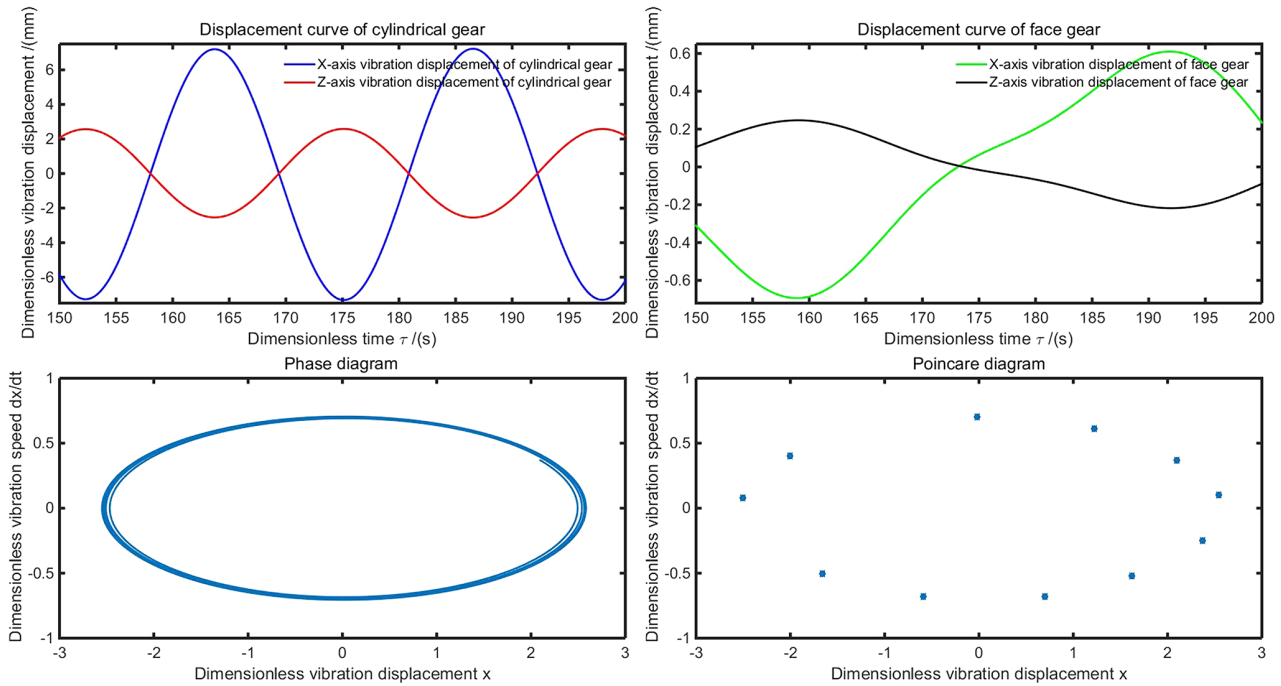 Displacement curve of cylindrical gear
Dimensionless vibration displacement /(mm)
6
4
2
0
-2
-4
-6
X-axis vibration displacement of cylindrical gear
Z-axis vibration displacement of cylindrical gear
150 155 160 165 170 175 180 185 190 195 200
Dimensionless time τ /(s)
Displacement curve of face gear
Dimensionless vibration displacement /(mm)
0.6
0.4
0.2
0
-0.2
-0.4
-0.6
X-axis vibration displacement of face gear
Z-axis vibration displacement of face gear
150 155 160 165 170 175 180 185 190 195 200
Dimensionless time τ /(s)
Phase diagram
Dimensionless vibration speed dx/dt
1
0.5
0
-0.5
-1
-3 -2 -1 0 1 2 3
Dimensionless vibration displacement x
Poincare diagram
Dimensionless vibration speed dx/dt
1
0.5
0
-0.5
-1
-3 -2 -1 0 1 2 3
Dimensionless vibration displacement x